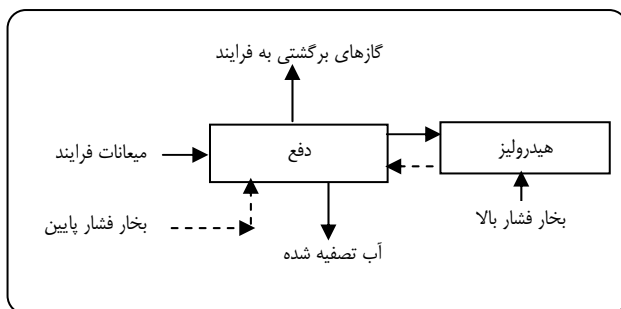 گازهای برگشتی به فرایند
میعانات فرایند
دفع
هیدرولیز
بخار فشار پایین
بخار فشار بالا
آب تصفیه شده